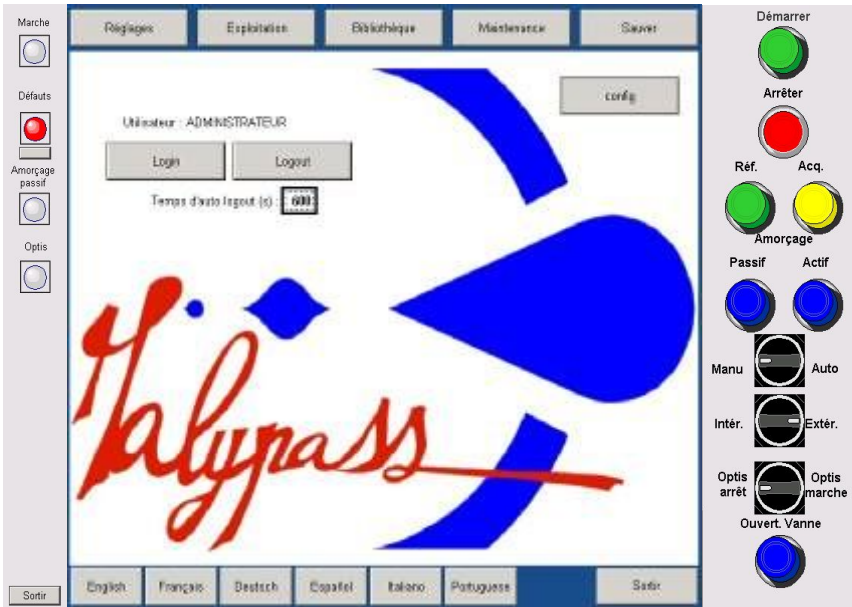 Marche
Défauts
Amorçage
passif
Optis
Sortir
Réglages
Exploitation
Bibliothèque
Maintenance
Sauver
config
Utilisateur : ADMINISTRATEUR
Login
Logout
Temps d'auto logout (s) : 600
Malypass
English
Français
Deutsch
Español
Italiano
Portuguese
Sortir
Démarrer
Arrêter
Réf.
Acq.
Amorçage
Passif
Actif
Manu
Auto
Intér.
Extér.
Optis
arrêt
Optis
marche
Ouvert. Vanne